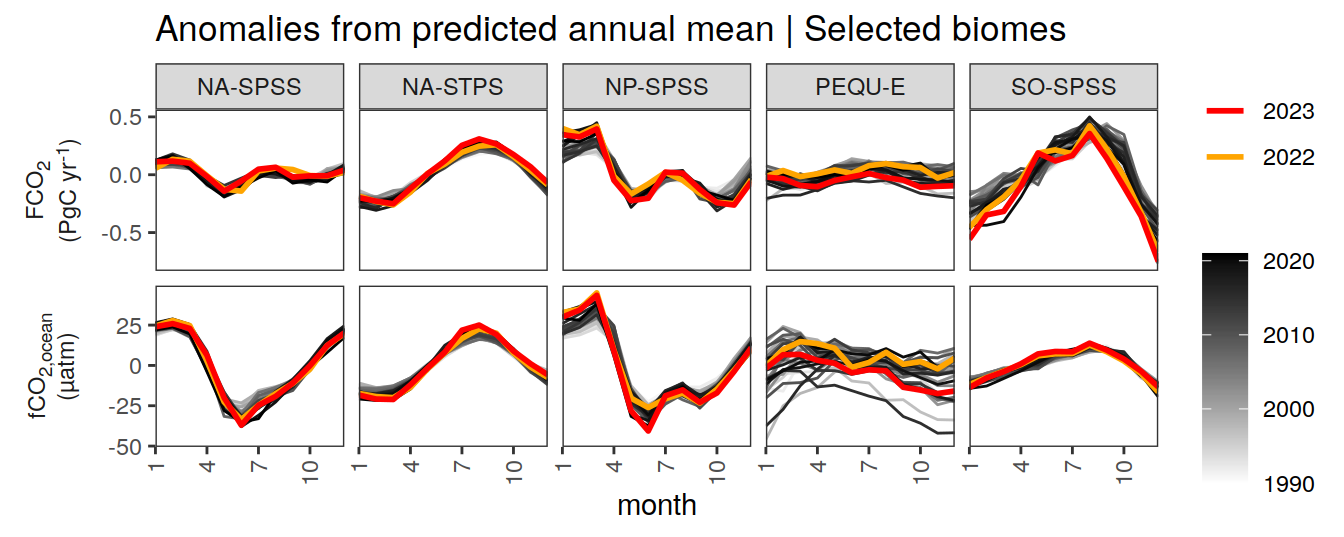 Anomalies from predicted annual mean | Selected biomes
NA-SPSS NA-STPS NP-SPSS PEQU-E SO-SPSS
FCO₂
(PgC yr⁻¹)
0.5
0.0
-0.5
fCO₂,ocean
(µatm)
25
0
-25
-50
1 4 7 10 1 4 7 10 1 4 7 10 1 4 7 10 1 4 7 10
month
2023
2022
2020
2010
2000
1990